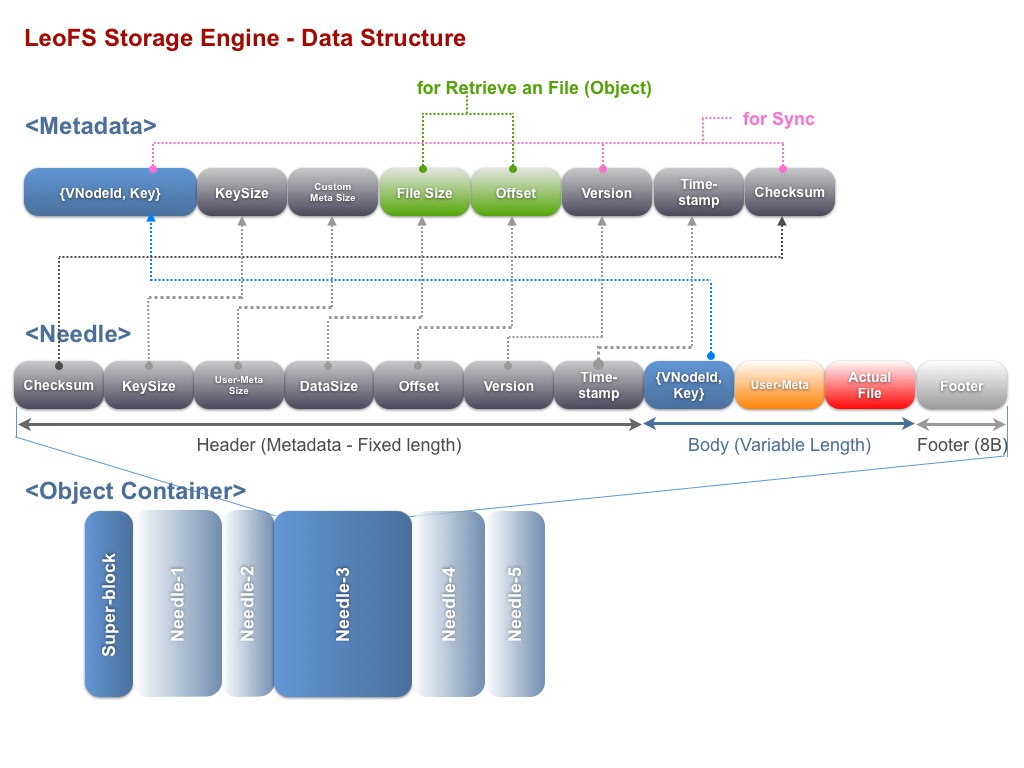 LeoFS Storage Engine - Data Structure
for Retrieve an File (Object)
for Sync
<Metadata>
{VNodeId, Key}
KeySize
Custom
Meta Size
File Size
Offset
Version
Time-
stamp
Checksum
<Needle>
Checksum
KeySize
User-Meta
Size
DataSize
Offset
Version
Time-
stamp
{VNodeId,
Key}
User-Meta
Actual
File
Footer
Header (Metadata - Fixed length)
Body (Variable Length)
Footer (8B)
<Object Container>
Super-block
Needle-1
Needle-2
Needle-3
Needle-4
Needle-5